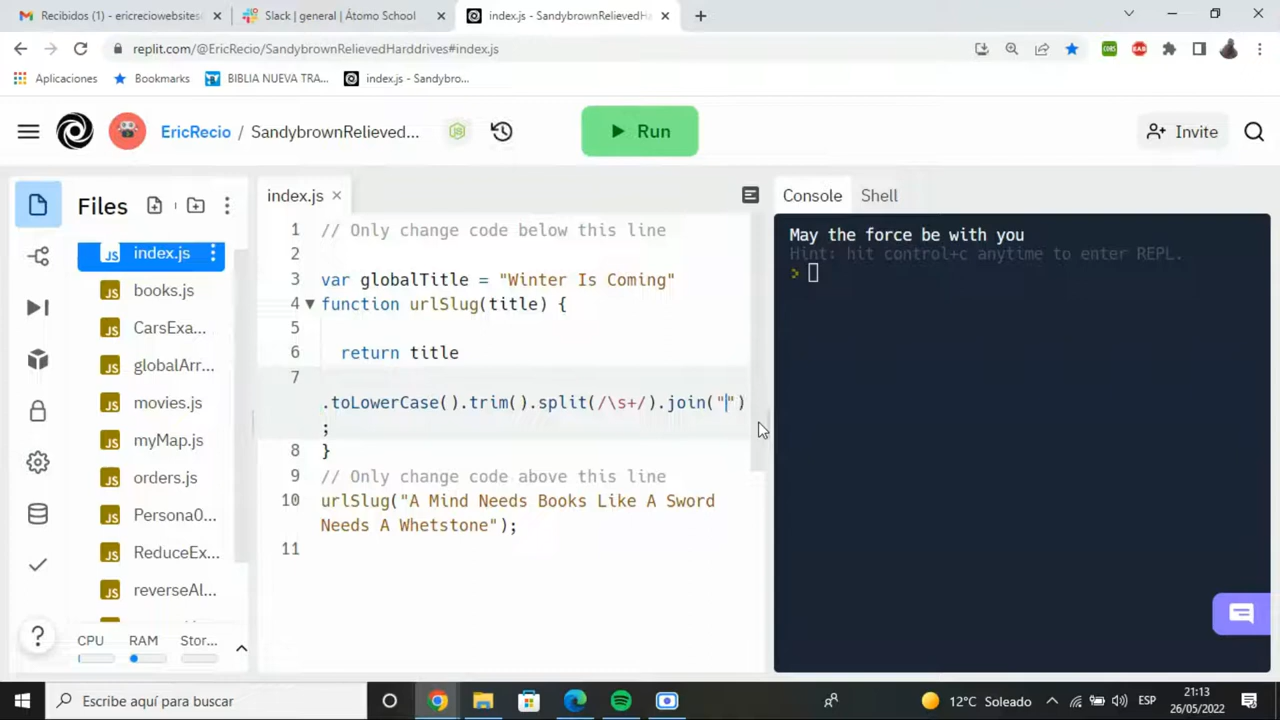 Recibidos (1) - ericreciowebsites
Slack | general | Átomo School
index.js - SandybrownRelievedHa
replit.com/@EricRecio/SandybrownRelievedHarddrives#index.js
Aplicaciones
Bookmarks
BIBLIA NUEVA TRA...
index.js - Sandybro...
EricRecio / SandybrownRelieved...
Run
Invite
Files
index.js
books.js
CarsExa...
globalArr...
movies.js
myMap.js
orders.js
Persona0...
ReduceEx...
reverseAl...
CPU
RAM
Stor...
index.js
1 // Only change code below this line
2
3 var globalTitle = "Winter Is Coming"
4 function urlSlug(title) {
5
6 return title
7
.toLowerCase().trim().split(/\s+/).join("")
;
8 }
9 // Only change code above this line
10 urlSlug("A Mind Needs Books Like A Sword
Needs A Whetstone");
11
Console
Shell
May the force be with you
Hint: hit control+c anytime to enter REPL.
>
Escribe aquí para buscar
12°C Soleado
ESP
21:13
26/05/2022